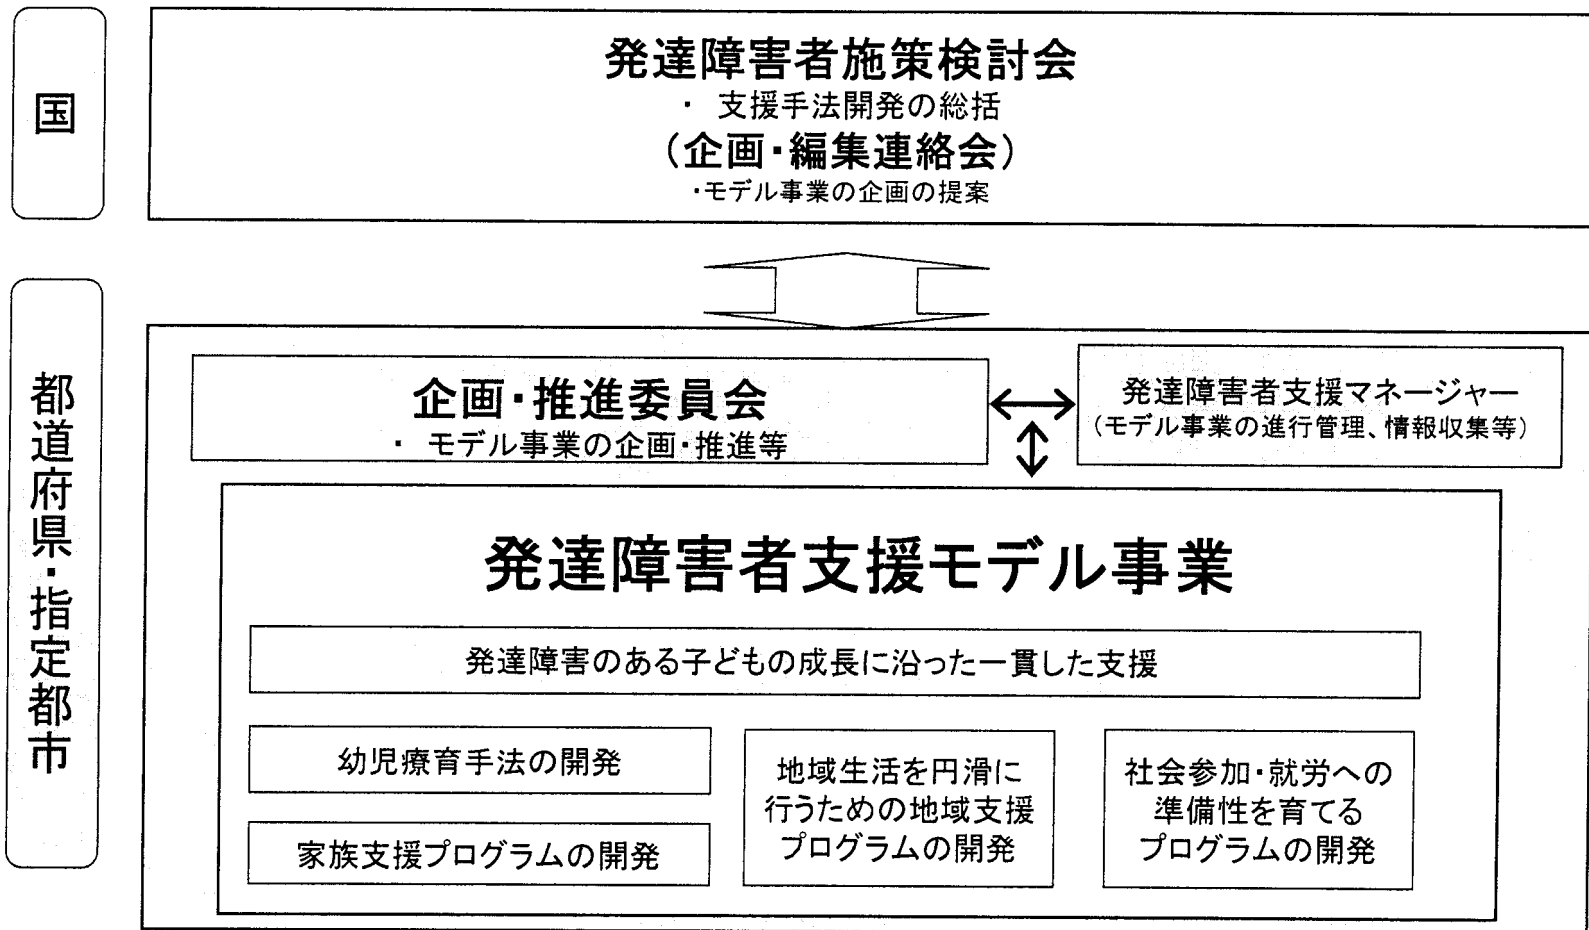 国
発達障害者施策検討会
・ 支援手法開発の総括
（企画・編集連絡会）
・モデル事業の企画の提案
都道府県・指定都市
企画・推進委員会
・ モデル事業の企画・推進等
発達障害者支援マネージャー
（モデル事業の進行管理、情報収集等）
発達障害者支援モデル事業
発達障害のある子どもの成長に沿った一貫した支援
幼児療育手法の開発
家族支援プログラムの開発
地域生活を円滑に
行うための地域支援
プログラムの開発
社会参加・就労への
準備性を育てる
プログラムの開発